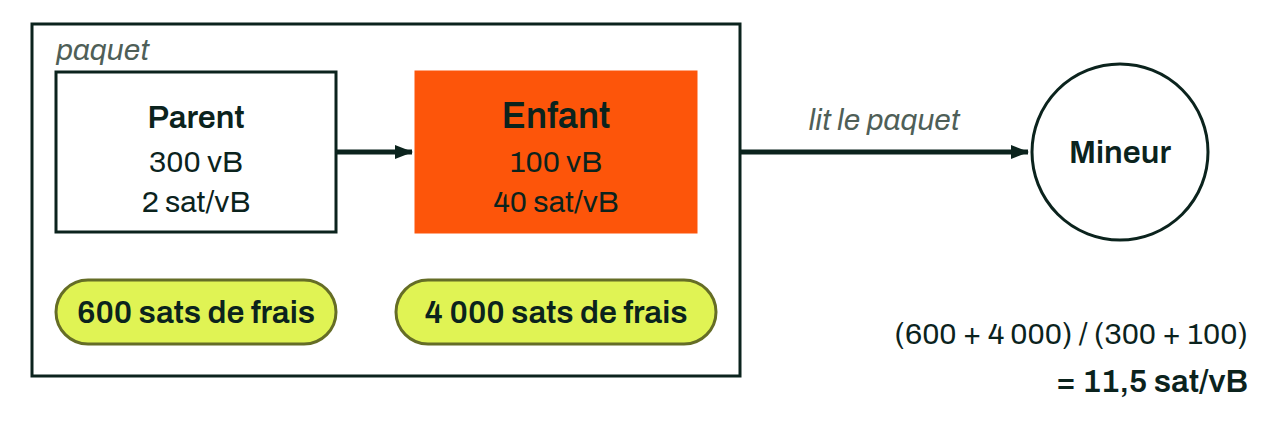 paquet
Parent
300 vB
2 sat/vB
Enfant
100 vB
40 sat/vB
lit le paquet
Mineur
600 sats de frais
4 000 sats de frais
(600 + 4 000) / (300 + 100)
= 11,5 sat/vB